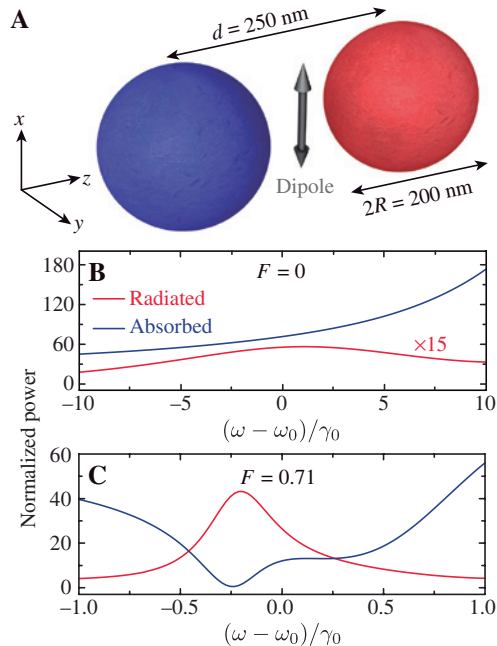 A
d = 250 nm
x
z
y
Dipole
2R = 200 nm
B
F = 0
Radiated
Absorbed
×15
180
120
60
0
−10
−5
0
5
10
(ω − ω₀)/γ₀
Normalized power
C
F = 0.71
60
40
20
0
−1.0
−0.5
0.0
0.5
1.0
(ω − ω₀)/γ₀